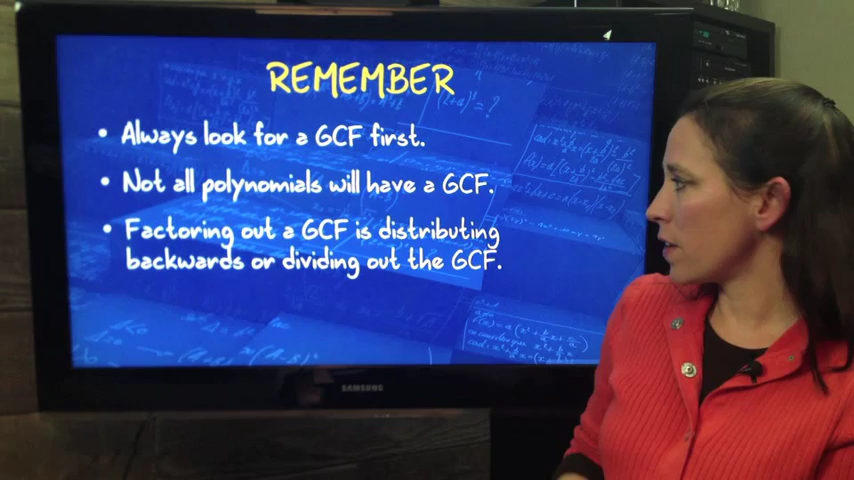 REMEMBER
• Always look for a GCF first.
• Not all polynomials will have a GCF.
• Factoring out a GCF is distributing
backwards or dividing out the GCF.
SAMSUNG